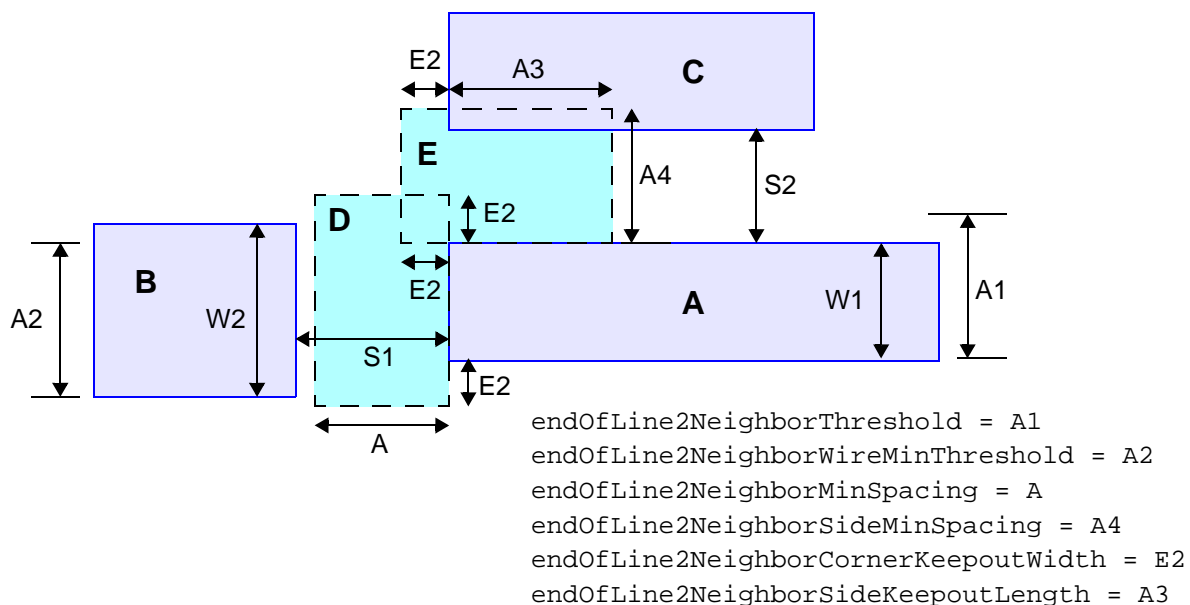 E2
A3
C
E
A4
S2
D
E2
B
E2
A
W1
A1
A2
W2
S1
E2
A
endOfLine2NeighborThreshold = A1
endOfLine2NeighborWireMinThreshold = A2
endOfLine2NeighborMinSpacing = A
endOfLine2NeighborSideMinSpacing = A4
endOfLine2NeighborCornerKeepoutWidth = E2
endOfLine2NeighborSideKeepoutLength = A3